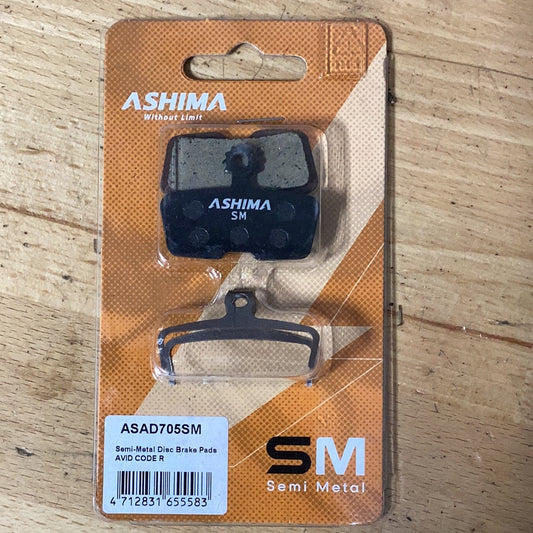 ASHIMA
Without Limit
ASHIMA
SM
ASAD705SM
Semi-Metal Disc Brake Pads
AVID CODE R
4 712831 655583
SM
Semi Metal